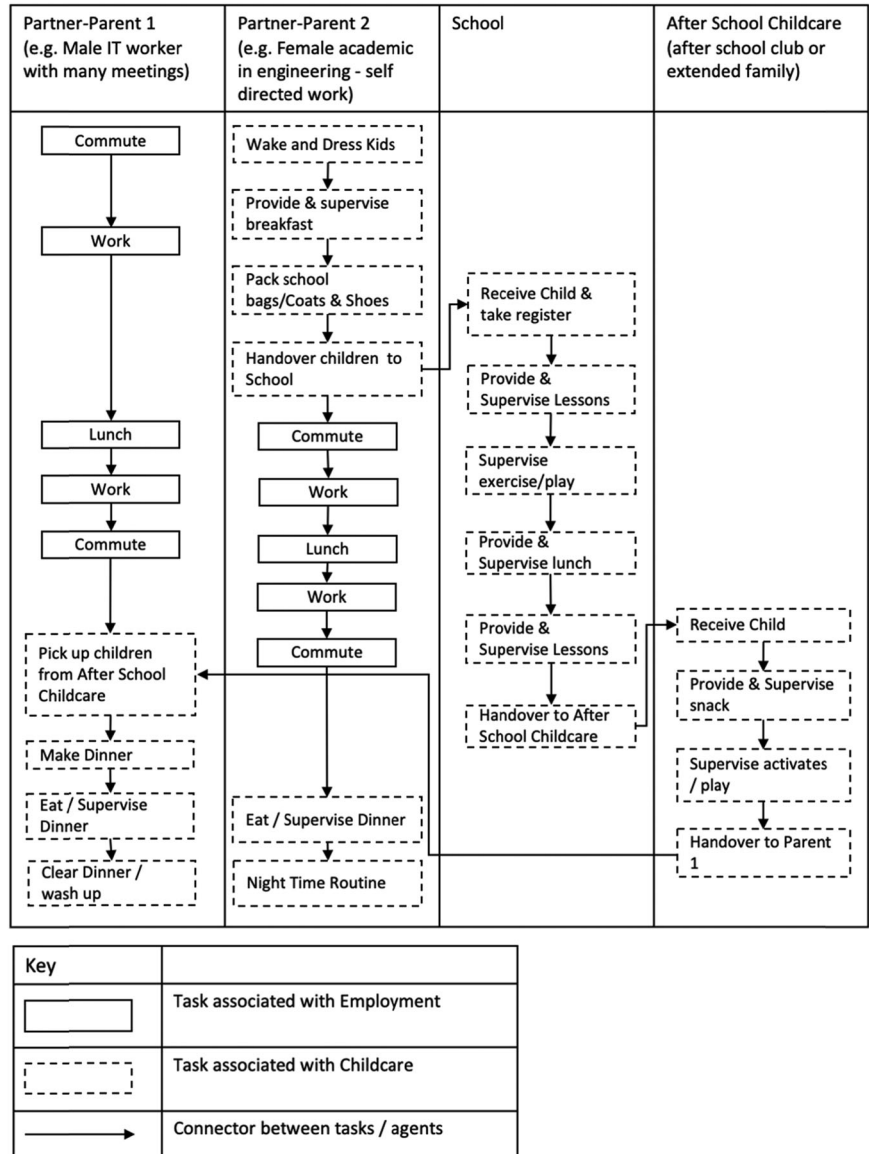 Partner-Parent 1
(e.g. Male IT worker
with many meetings)
Partner-Parent 2
(e.g. Female academic
in engineering - self
directed work)
School
After School Childcare
(after school club or
extended family)
Commute
Work
Lunch
Work
Commute
Pick up children
from After School
Childcare
Make Dinner
Eat / Supervise
Dinner
Clear Dinner /
wash up
Wake and Dress Kids
Provide & supervise
breakfast
Pack school
bags/Coats & Shoes
Handover children to
School
Commute
Work
Lunch
Work
Commute
Eat / Supervise Dinner
Night Time Routine
Receive Child &
take register
Provide &
Supervise Lessons
Supervise
exercise/play
Provide &
Supervise lunch
Provide &
Supervise Lessons
Handover to After
School Childcare
Receive Child
Provide & Supervise
snack
Supervise activates
/ play
Handover to Parent
1
Key
Task associated with Employment
Task associated with Childcare
Connector between tasks / agents